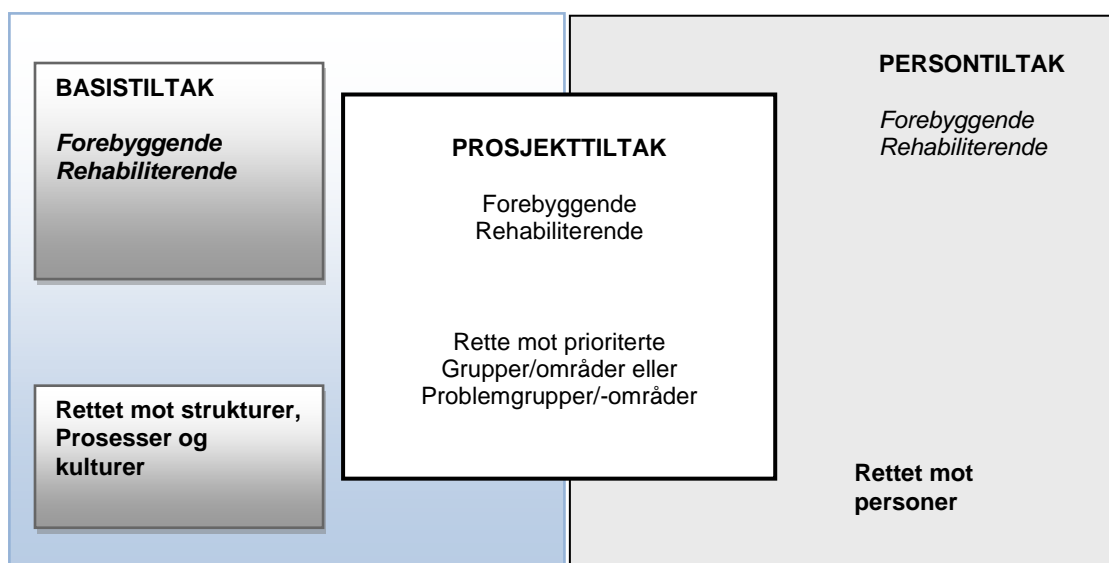 BASISTILTAK
Forebyggende
Rehabiliterende
Rettet mot strukturer,
Prosesser og
kulturer
PROSJEKTTILTAK
Forebyggende
Rehabiliterende
Rette mot prioriterte
Grupper/områder eller
Problemgrupper/-områder
PERSONTILTAK
Forebyggende
Rehabiliterende
Rettet mot
personer